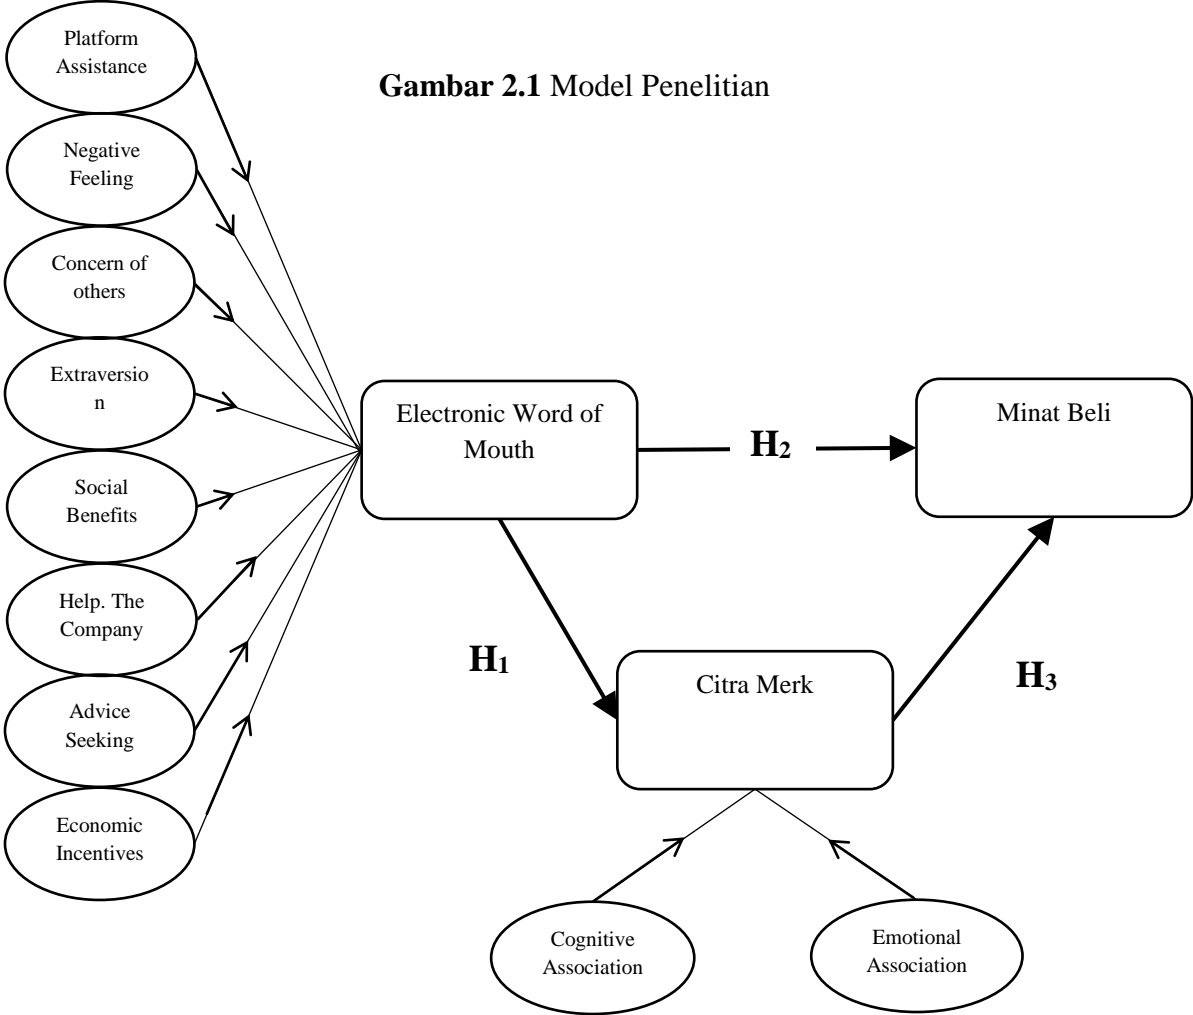 Platform
Assistance
Gambar 2.1 Model Penelitian
Negative
Feeling
Concern of
others
Extraversio
n
Social
Benefits
Help. The
Company
Advice
Seeking
Economic
Incentives
Electronic Word of
Mouth
H2
Minat Beli
H1
Citra Merk
H3
Cognitive
Association
Emotional
Association